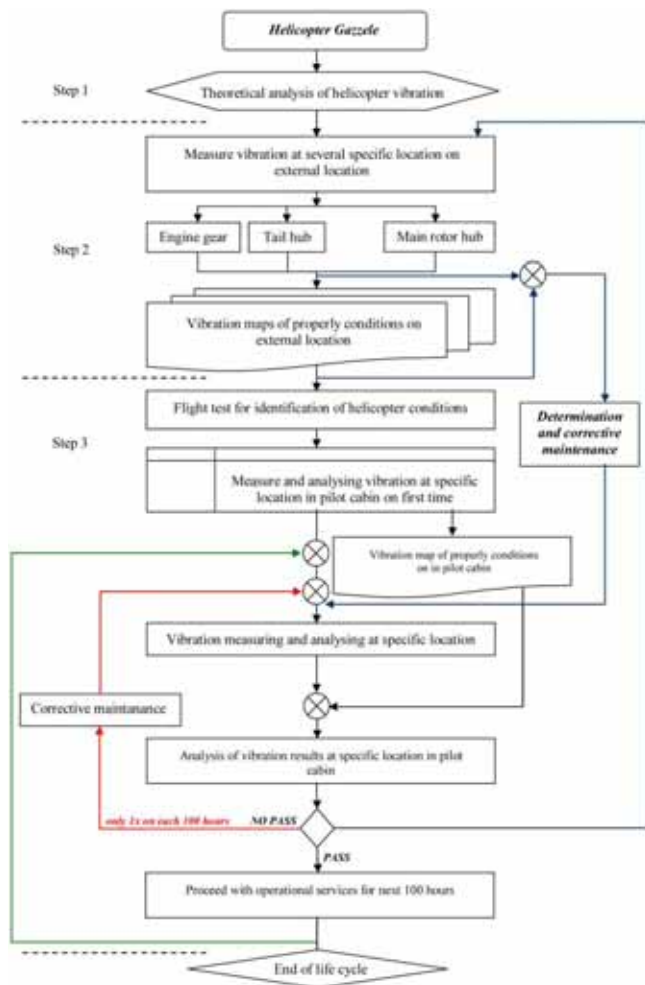 Helicopter Gazzele
Step 1
Theoretical analysis of helicopter vibration
Measure vibration at several specific location on
external location
Step 2
Engine gear
Tail hub
Main rotor hub
Vibration maps of properly conditions on
external location
Flight test for identification of helicopter conditions
Determination
and corrective
maintenance
Step 3
Measure and analysing vibration at specific
location in pilot cabin on first time
Vibration map of properly conditions
on in pilot cabin
Vibration measuring and analysing at specific location
Corrective maintanance
Analysis of vibration results at specific location in pilot
cabin
only 1x on each 100 hours
NO PASS
PASS
Proceed with operational services for next 100 hours
End of life cycle